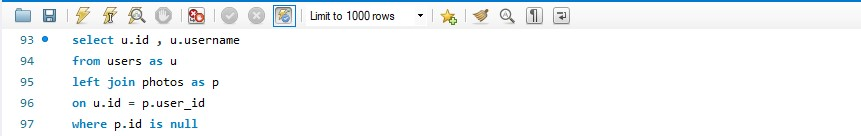 Limit to 1000 rows
93 select u.id , u.username
94 from users as u
95 left join photos as p
96 on u.id = p.user_id
97 where p.id is null